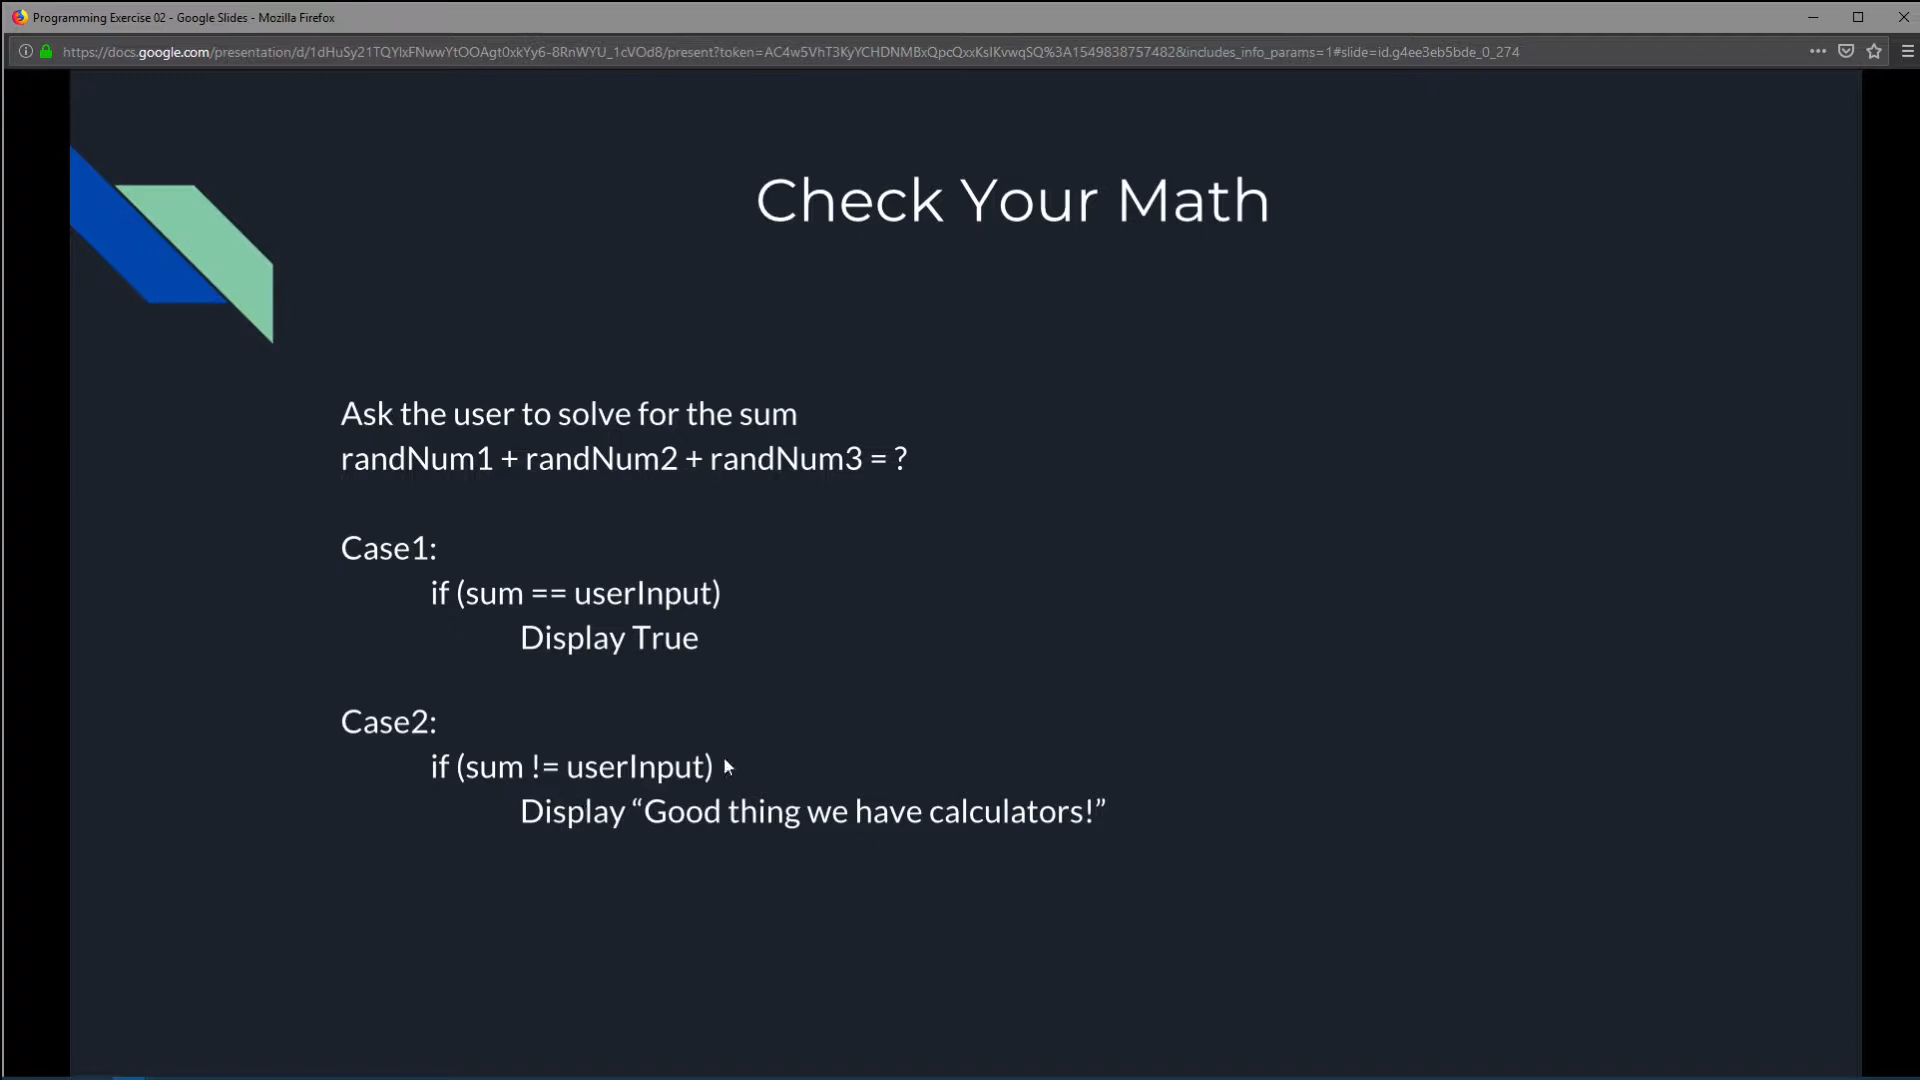 Programming Exercise 02 - Google Slides - Mozilla Firefox
https://docs.google.com/presentation/d/1dHuSy21TQYlxFNwwYtOOAgt0xkYy6-8RnWYU_1cVOd8/present?token=AC4w5VhT3KyYCHDNMBxQpcQxxKsIKvwqSQ%3A1549838757482&includes_info_params=1#slide=id.g4ee3eb5bde_0_274
Check Your Math
Ask the user to solve for the sum
randNum1 + randNum2 + randNum3 = ?
Case1:
if (sum == userInput)
Display True
Case2:
if (sum != userInput)
Display “Good thing we have calculators!”